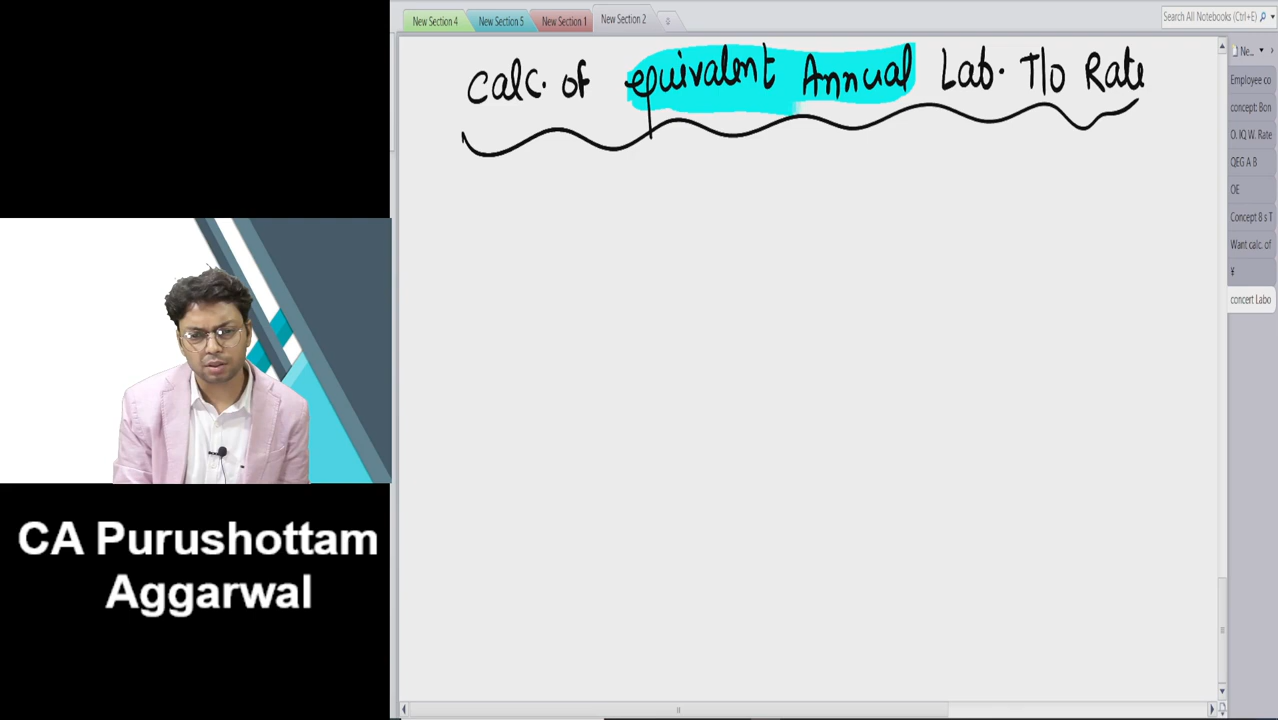 New Section 4
New Section 5
New Section 1
New Section 2
Search All Notebooks (Ctrl+E)
calc. of equivalent Annual Lab. T/o Rate
Ne...
Employee co
concept: Bon
O. IQ W. Rate
QEG A B
OE
Concept 8 s T
Want calc. of
¥
concert Labo
CA Purushottam
Aggarwal